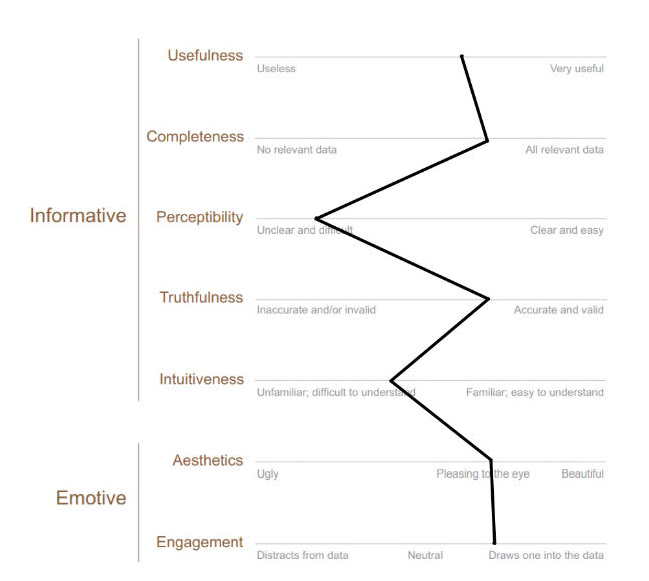 Usefulness
Useless Very useful
Completeness
No relevant data All relevant data
Informative Perceptibility
Unclear and difficult Clear and easy
Truthfulness
Inaccurate and/or invalid Accurate and valid
Intuitiveness
Unfamiliar; difficult to understand Familiar; easy to understand
Aesthetics
Ugly Pleasing to the eye Beautiful
Emotive
Engagement
Distracts from data Neutral Draws one into the data